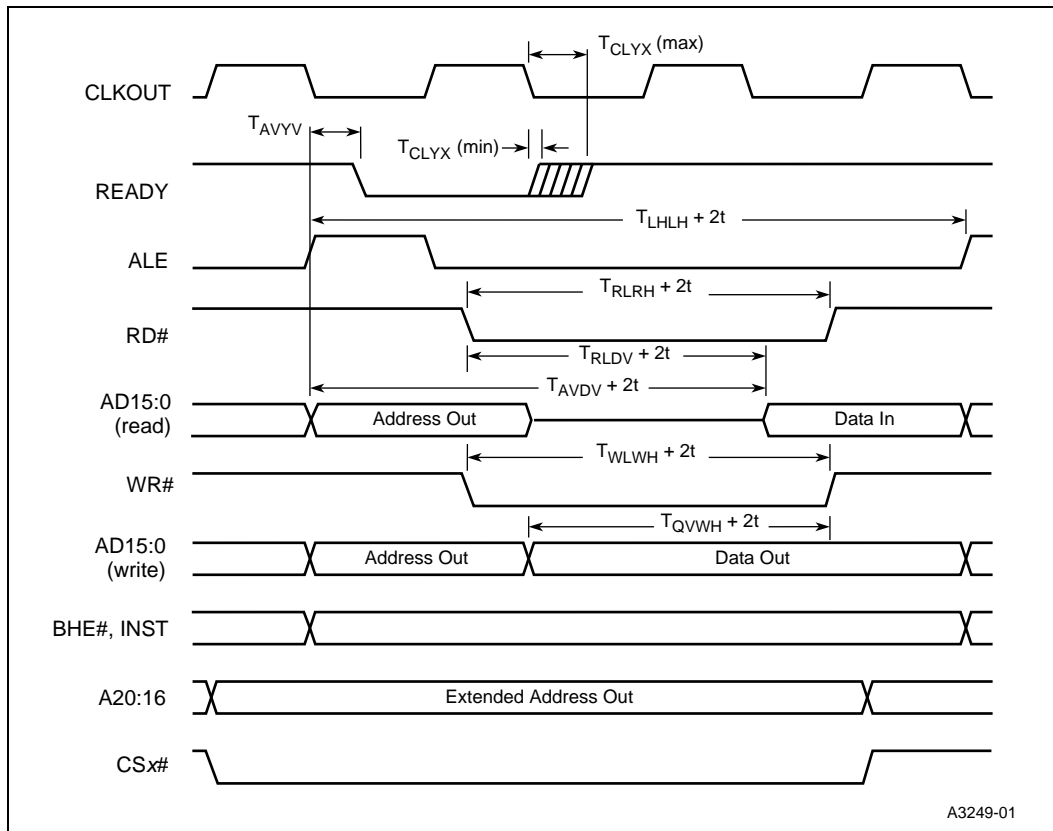 T_CLYX (max)
CLKOUT
T_AVYV
T_CLYX (min)
READY
T_LHLH + 2t
ALE
T_RLRH + 2t
RD#
T_RLDV + 2t
T_AVDV + 2t
AD15:0
(read)
Address Out
Data In
T_WLWH + 2t
WR#
T_QVWH + 2t
AD15:0
(write)
Address Out
Data Out
BHE#, INST
A20:16
Extended Address Out
CSx#
A3249-01